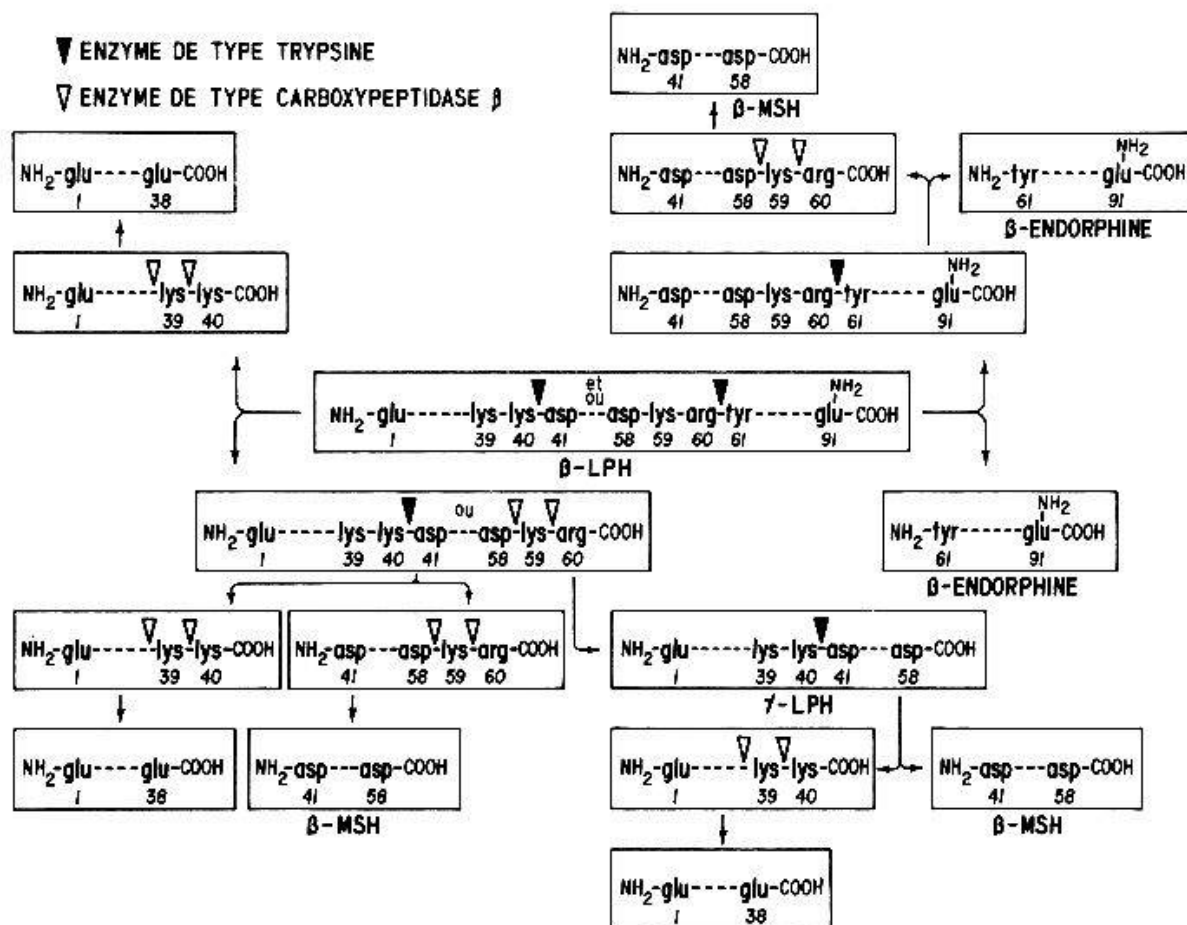 ▼ ENZYME DE TYPE TRYPSINE
▽ ENZYME DE TYPE CARBOXYPEPTIDASE β
NH2-asp---asp-COOH
41 58
β-MSH
NH2-glu----glu-COOH
1 38
NH2-asp---asp-lys-arg-COOH
41 58 59 60
NH2
NH2-tyr------glu-COOH
61 91
β-ENDORPHINE
NH2-glu------lys-lys-COOH
1 39 40
NH2
NH2-asp---asp-lys-arg-tyr------glu-COOH
41 58 59 60 61 91
et
ou
NH2
NH2-glu-------lys-lys-asp---asp-lys-arg-tyr------glu-COOH
1 39 40 41 58 59 60 61 91
β-LPH
ou
NH2-glu-------lys-lys-asp---asp-lys-arg-COOH
1 39 40 41 58 59 60
NH2
NH2-tyr------glu-COOH
61 91
β-ENDORPHINE
NH2-glu------lys-lys-COOH
1 39 40
NH2-asp---asp-lys-arg-COOH
41 58 59 60
NH2-glu------lys-lys-asp---asp-COOH
1 39 40 41 58
γ-LPH
NH2-glu----glu-COOH
1 38
NH2-asp---asp-COOH
41 58
β-MSH
NH2-glu-----lys-lys-COOH
1 39 40
NH2-asp---asp-COOH
41 58
β-MSH
NH2-glu----glu-COOH
1 38